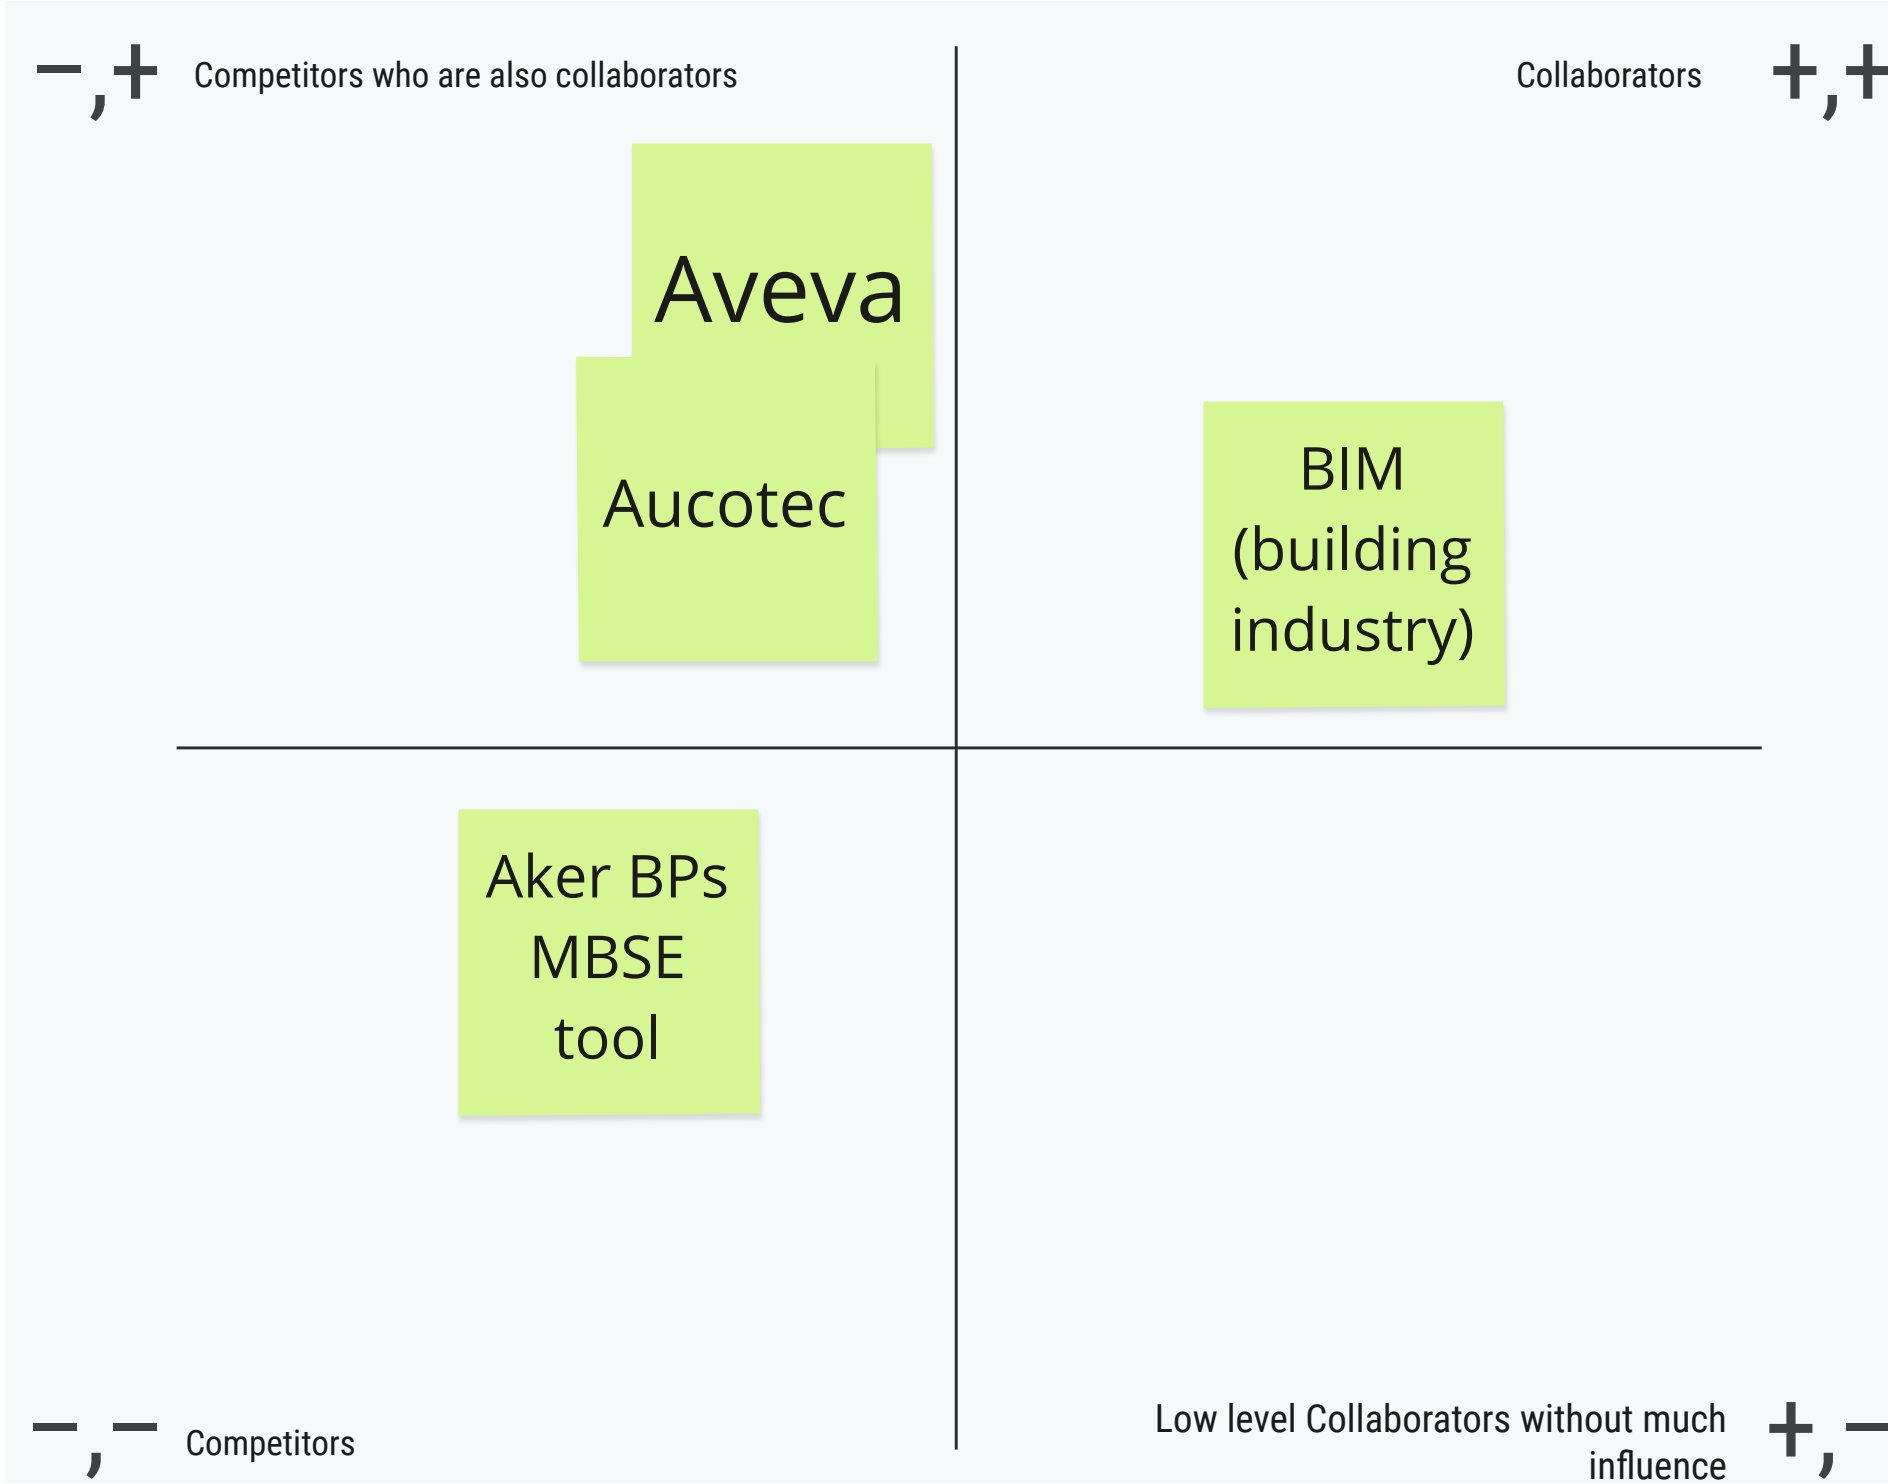 −,+ Competitors who are also collaborators
Collaborators +,+
Aveva
Aucotec
BIM
(building
industry)
Aker BPs
MBSE
tool
−,− Competitors
Low level Collaborators without much
influence
+,−